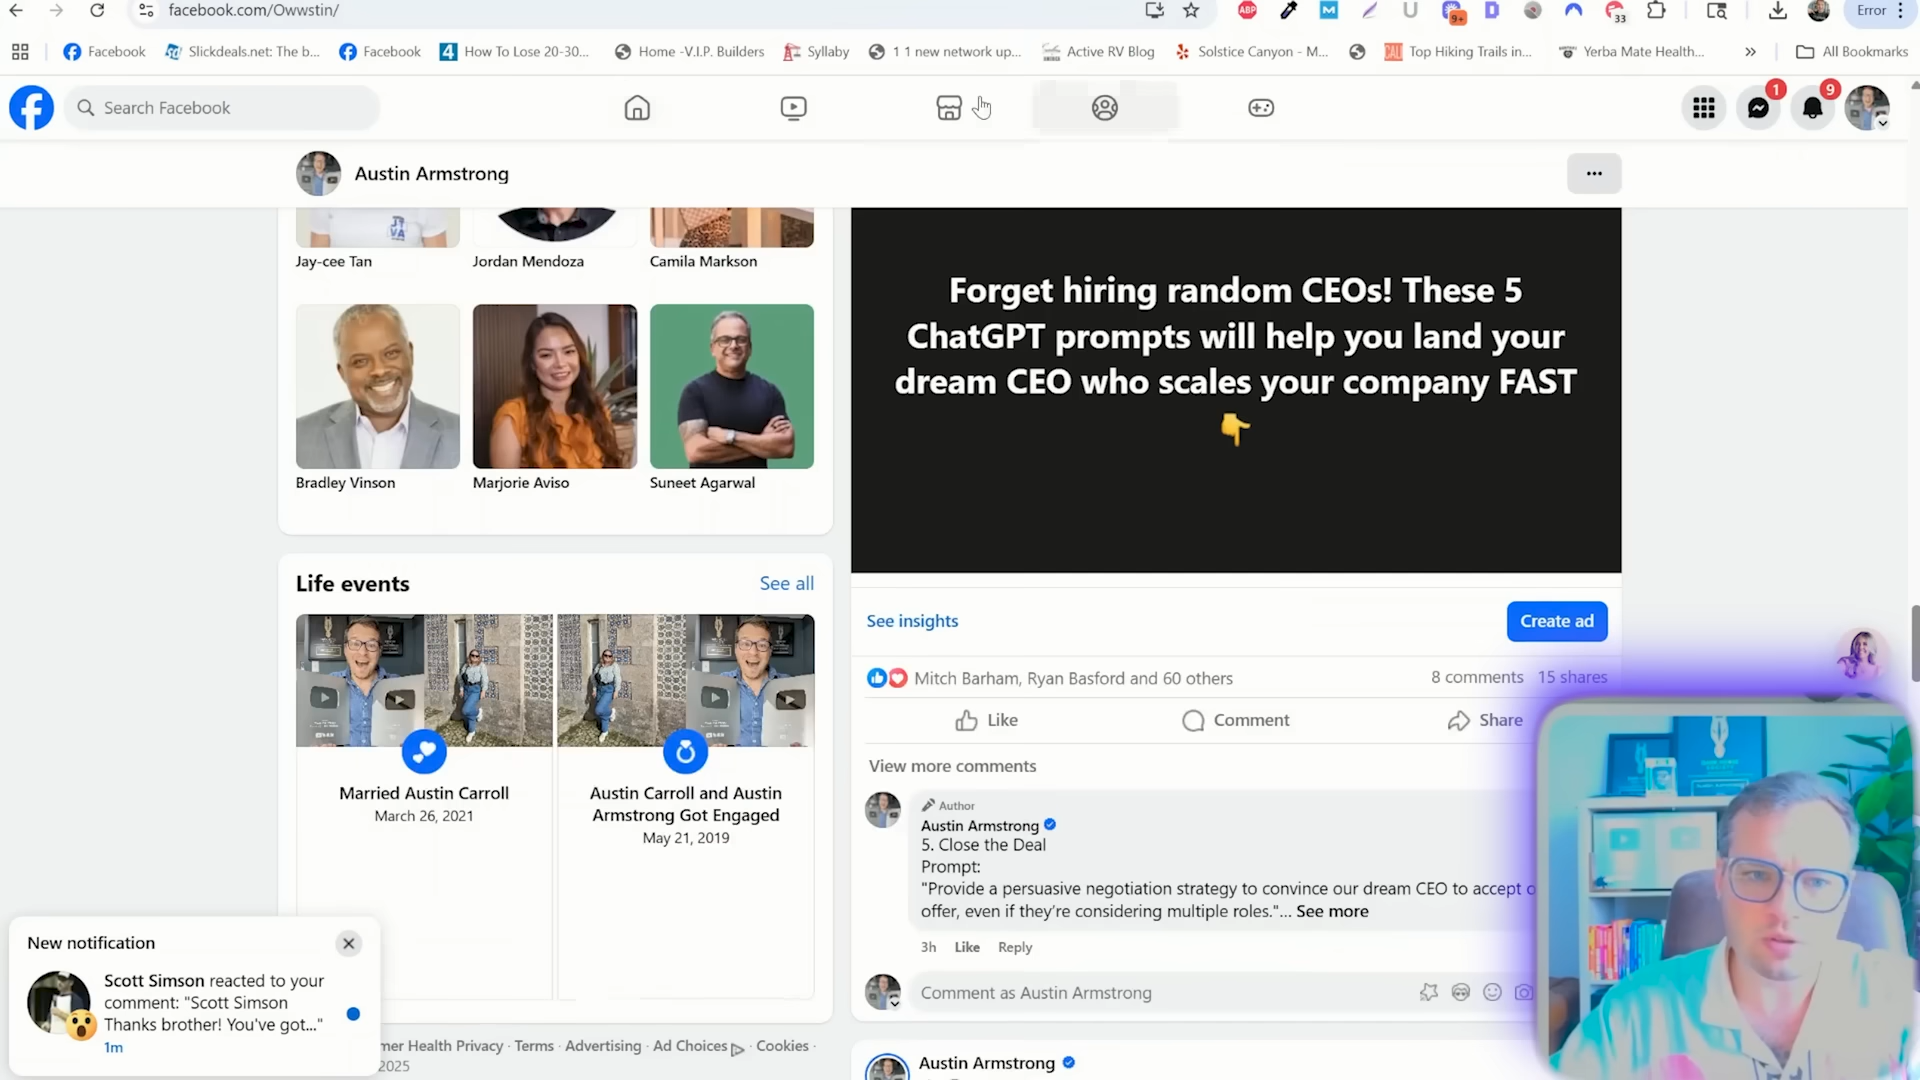 facebook.com/Owwstin/
ABP
M
U
9+
D
33
Error
Facebook
sd Slickdeals.net: The b...
Facebook
4 How To Lose 20-30...
Home -V.I.P. Builders
Syllaby
1 1 new network up...
Active RV Blog
Solstice Canyon - M...
CALI Top Hiking Trails in...
Yerba Mate Health...
All Bookmarks
Search Facebook
1
9
Austin Armstrong
Jay-cee Tan
Jordan Mendoza
Camila Markson
Bradley Vinson
Marjorie Aviso
Suneet Agarwal
Life events
See all
Married Austin Carroll
March 26, 2021
Austin Carroll and Austin
Armstrong Got Engaged
May 21, 2019
mer Health Privacy · Terms · Advertising · Ad Choices · Cookies ·
2025
New notification
Scott Simson reacted to your
comment: "Scott Simson
Thanks brother! You've got..."
1m
Forget hiring random CEOs! These 5
ChatGPT prompts will help you land your
dream CEO who scales your company FAST
See insights
Create ad
Mitch Barham, Ryan Basford and 60 others
8 comments
15 shares
Like
Comment
Share
View more comments
Author
Austin Armstrong
5. Close the Deal
Prompt:
"Provide a persuasive negotiation strategy to convince our dream CEO to accept o
offer, even if they're considering multiple roles."... See more
3h
Like
Reply
Comment as Austin Armstrong
Austin Armstrong